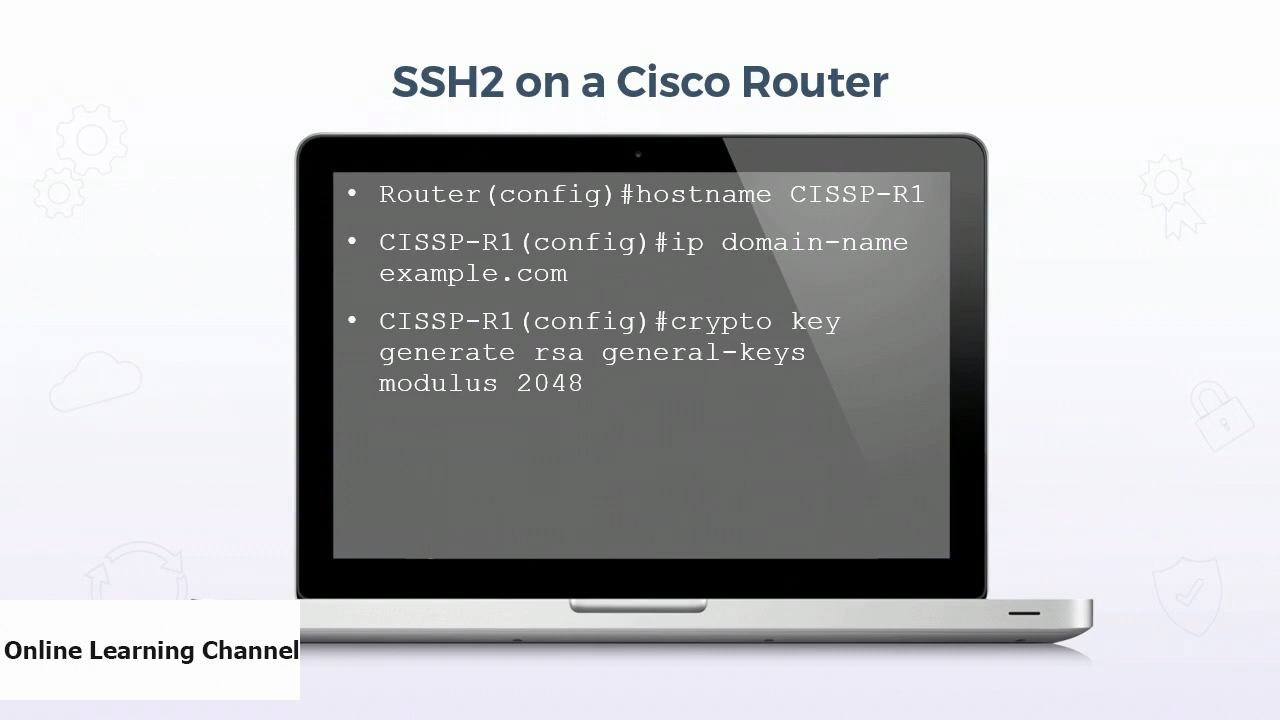 SSH2 on a Cisco Router
• Router(config)#hostname CISSP-R1
• CISSP-R1(config)#ip domain-name
example.com
• CISSP-R1(config)#crypto key
generate rsa general-keys
modulus 2048
Online Learning Channel